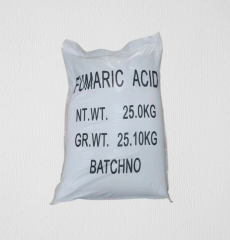 FUMARIC ACID
NT.WT. 25.0KG
GR.WT. 25.10KG
BATCHNO